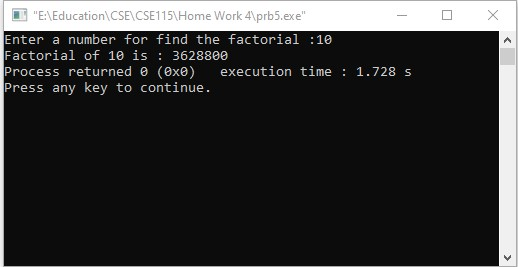 "E:\Education\CSE\CSE115\Home Work 4\prb5.exe"
Enter a number for find the factorial :10
Factorial of 10 is : 3628800
Process returned 0 (0x0)   execution time : 1.728 s
Press any key to continue.